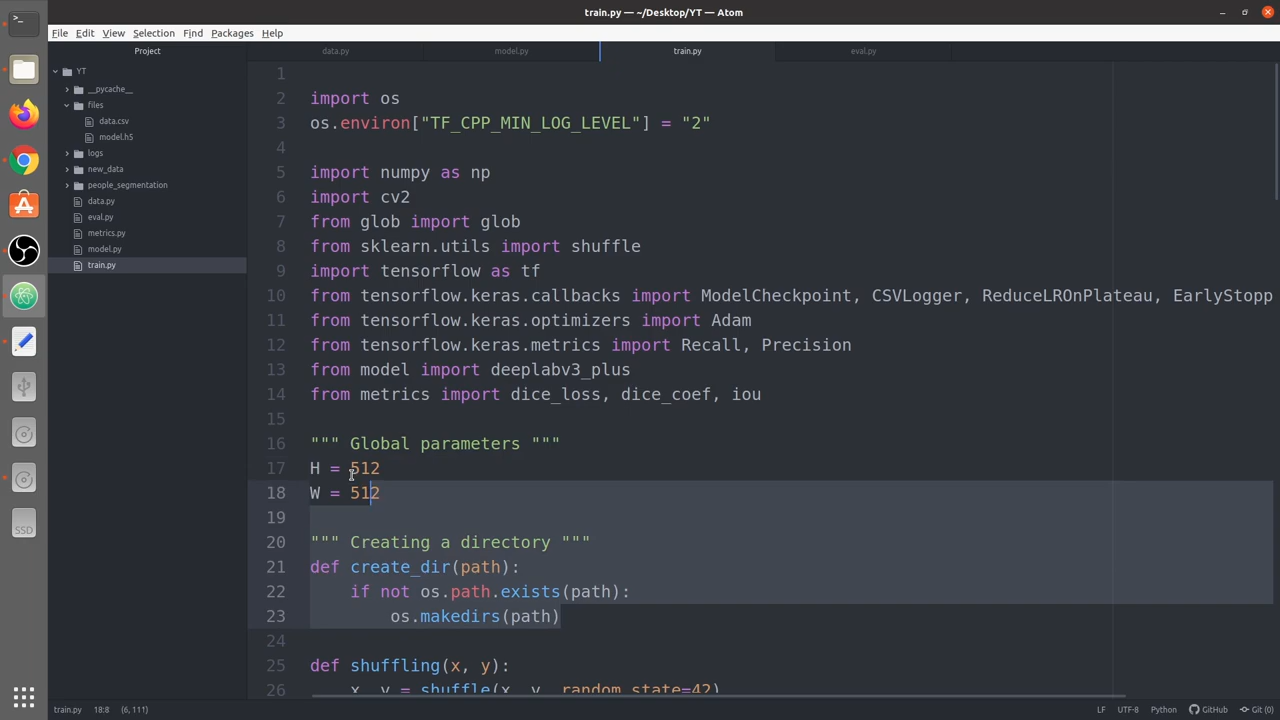 train.py — ~/Desktop/YT — Atom
File Edit View Selection Find Packages Help
Project
data.py
model.py
train.py
eval.py
YT
__pycache__
files
data.csv
model.h5
logs
new_data
people_segmentation
data.py
eval.py
metrics.py
model.py
train.py
SSD
1
2 import os
3 os.environ["TF_CPP_MIN_LOG_LEVEL"] = "2"
4
5 import numpy as np
6 import cv2
7 from glob import glob
8 from sklearn.utils import shuffle
9 import tensorflow as tf
10 from tensorflow.keras.callbacks import ModelCheckpoint, CSVLogger, ReduceLROnPlateau, EarlyStopp
11 from tensorflow.keras.optimizers import Adam
12 from tensorflow.keras.metrics import Recall, Precision
13 from model import deeplabv3_plus
14 from metrics import dice_loss, dice_coef, iou
15
16 """ Global parameters """
17 H = 512
18 W = 512
19
20 """ Creating a directory """
21 def create_dir(path):
22 if not os.path.exists(path):
23 os.makedirs(path)
24
25 def shuffling(x, y):
26 x, y = shuffle(x, y, random_state=42)
train.py 18:8 (6, 111)
LF UTF-8 Python GitHub Git (0)